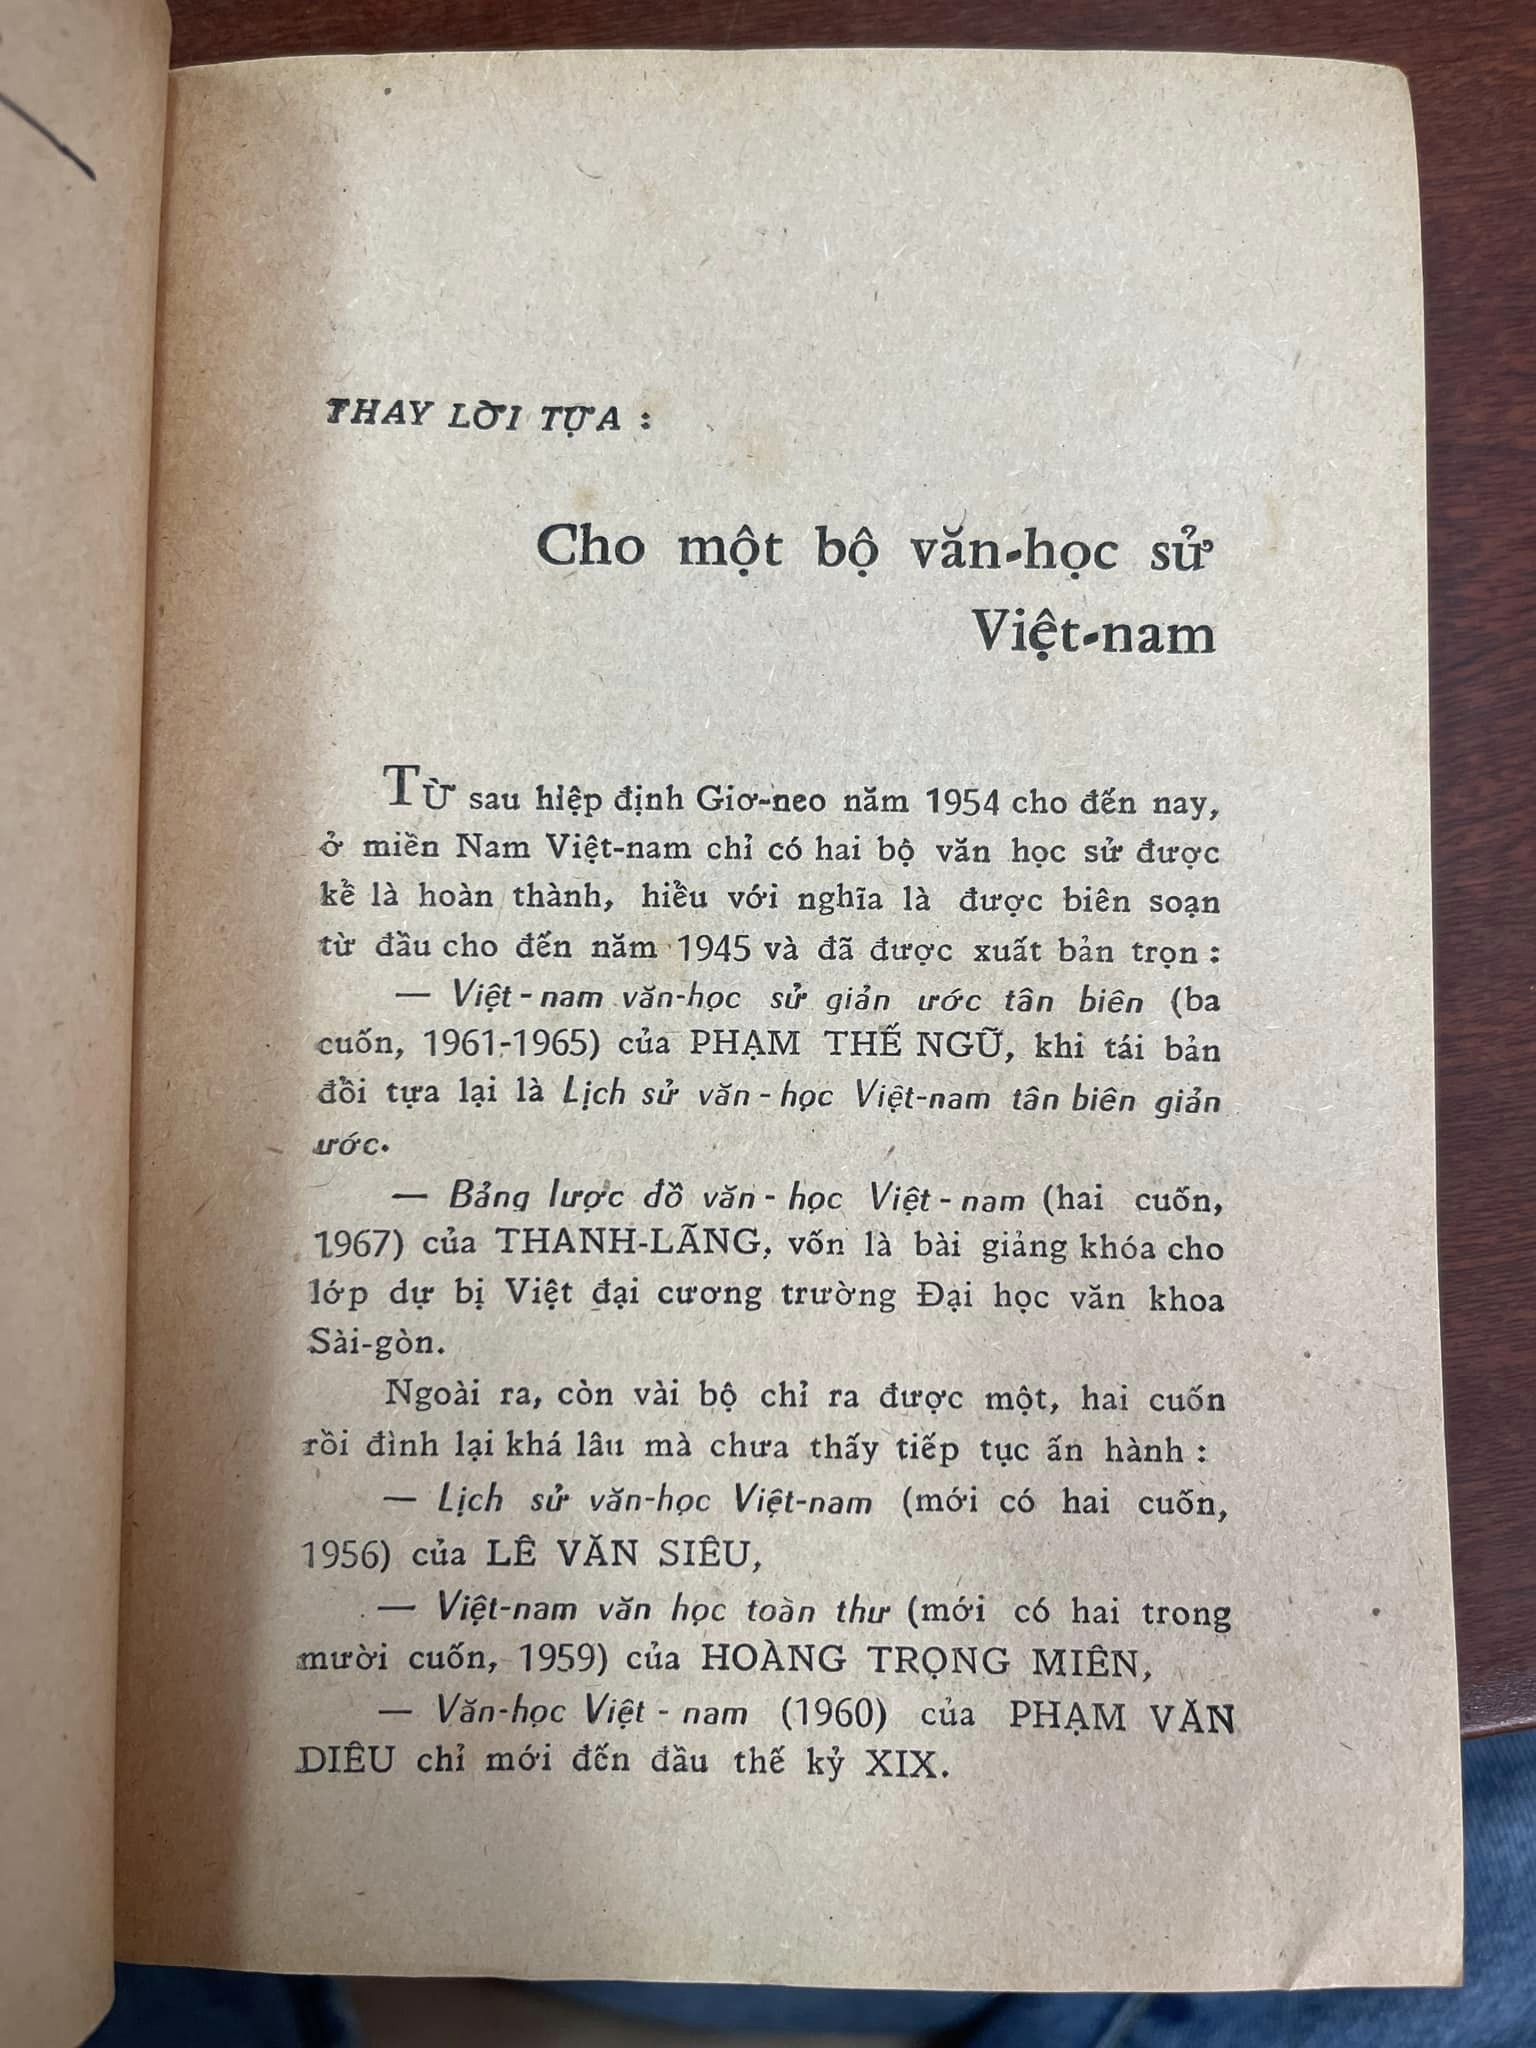 THAY LỜI TỰA :
Cho một bộ văn-học sử
Việt-nam
TỪ sau hiệp định Giơ-neo năm 1954 cho đến nay,
ở miền Nam Việt-nam chỉ có hai bộ văn học sử được
kể là hoàn thành, hiểu với nghĩa là được biên soạn
từ đầu cho đến năm 1945 và đã được xuất bản trọn :
— Việt-nam văn-học sử giản ước tân biên (ba
cuốn, 1961-1965) của PHẠM THẾ NGỮ, khi tái bản
đổi tựa lại là Lịch sử văn-học Việt-nam tân biên giản
ước.
— Bảng lược đồ văn-học Việt-nam (hai cuốn,
1967) của THANH-LÃNG, vốn là bài giảng khóa cho
lớp dự bị Việt đại cương trường Đại học văn khoa
Sài-gòn.
Ngoài ra, còn vài bộ chỉ ra được một, hai cuốn
rồi đình lại khá lâu mà chưa thấy tiếp tục ấn hành :
— Lịch sử văn-học Việt-nam (mới có hai cuốn,
1956) của LÊ VĂN SIÊU,
— Việt-nam văn học toàn thư (mới có hai trong
mười cuốn, 1959) của HOÀNG TRỌNG MIÊN,
— Văn-học Việt-nam (1960) của PHẠM VĂN
DIÊU chỉ mới đến đầu thế kỷ XIX.